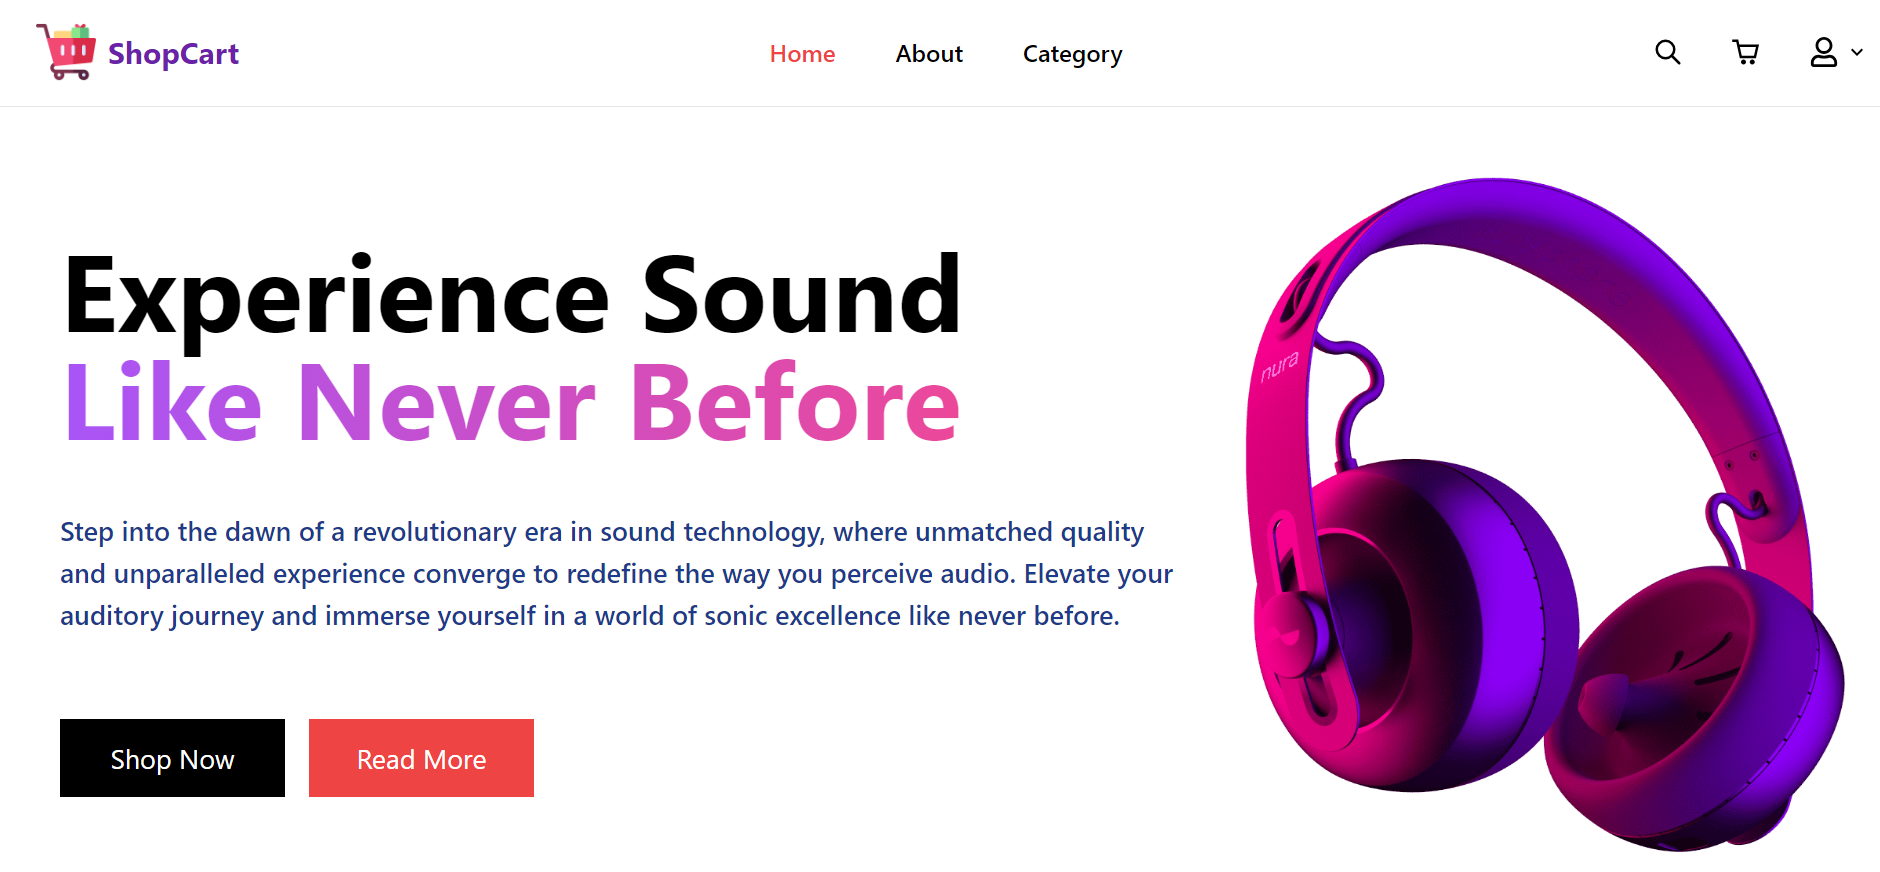 ShopCart
Home
About
Category
Experience Sound
Like Never Before
nura
Step into the dawn of a revolutionary era in sound technology, where unmatched quality
and unparalleled experience converge to redefine the way you perceive audio. Elevate your
auditory journey and immerse yourself in a world of sonic excellence like never before.
Shop Now
Read More